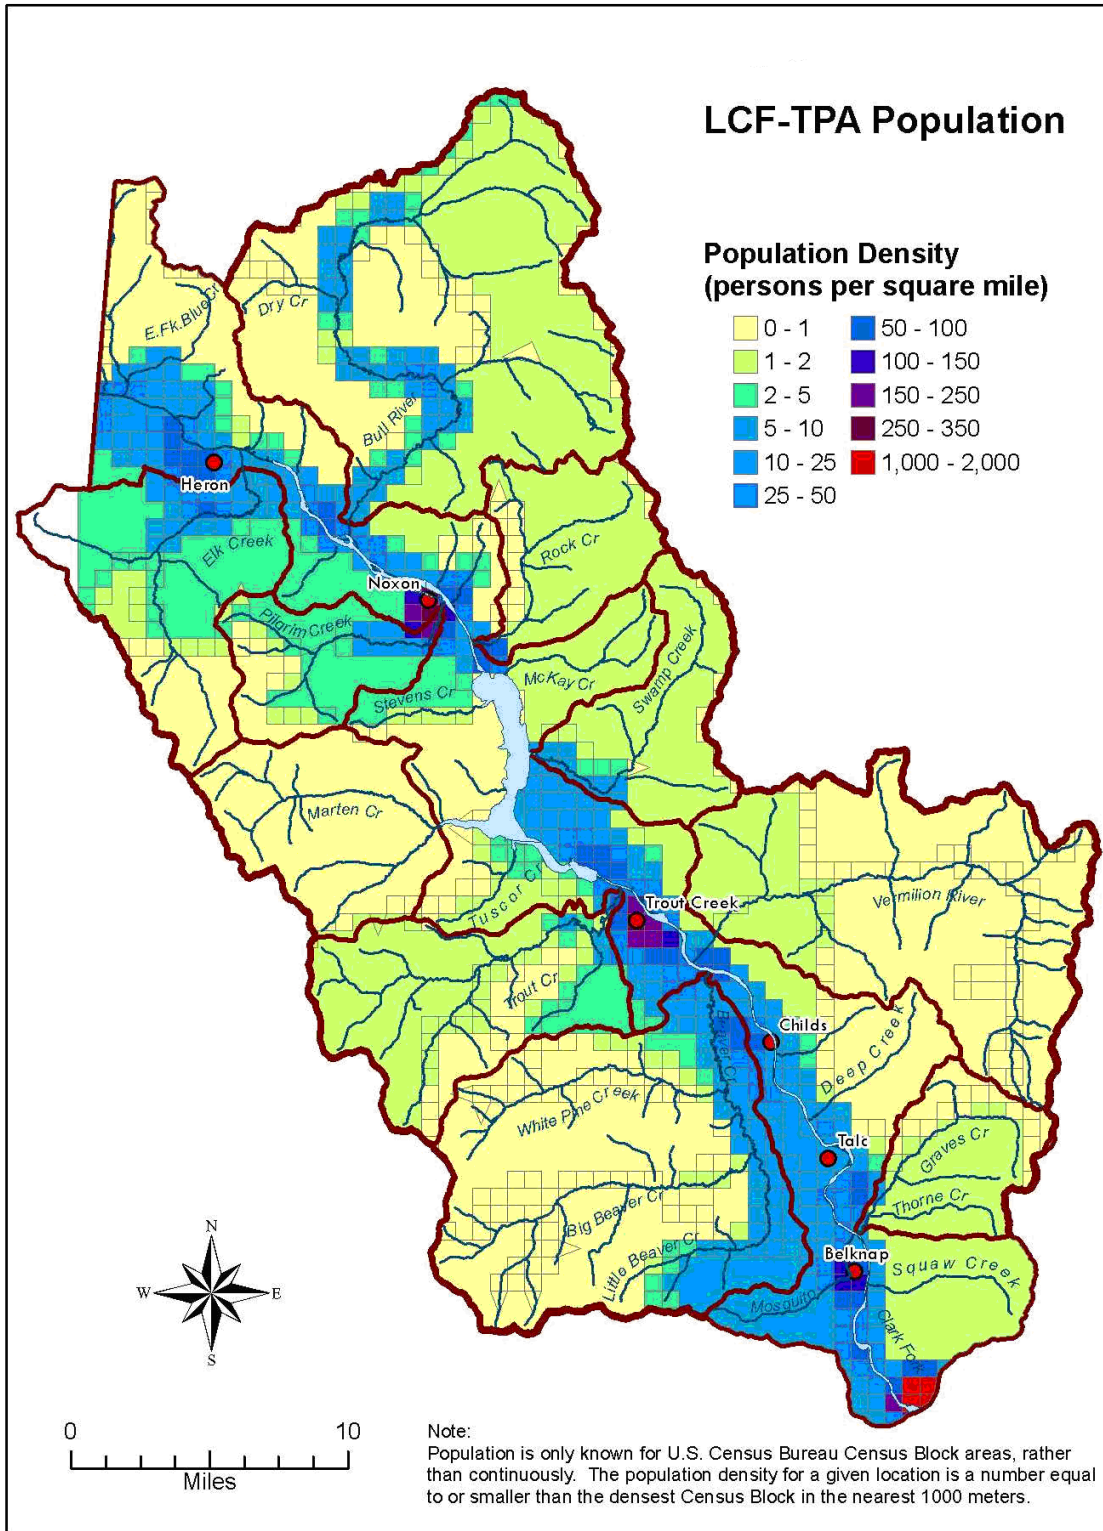 LCF-TPA Population
Population Density
(persons per square mile)
0 - 1
1 - 2
2 - 5
5 - 10
10 - 25
25 - 50
50 - 100
100 - 150
150 - 250
250 - 350
1,000 - 2,000
E.Fk.BlueCr
Dry Cr
Bull River
Heron
Elk Creek
Noxon
Rock Cr
Pilgrim Creek
Stevens Cr
McKay Cr
Swamp Creek
Marten Cr
Tuscor Cr
Trout Creek
Vermilion River
Trout Cr
Beaver Cr
Childs
Deep Creek
White Pine Creek
Talc
Graves Cr
Thorne Cr
Big Beaver Cr
Little Beaver Cr
Belknap
Squaw Creek
Mosquito
Clark Fork
N
W
E
S
0
10
Miles
Note:
Population is only known for U.S. Census Bureau Census Block areas, rather
than continuously. The population density for a given location is a number equal
to or smaller than the densest Census Block in the nearest 1000 meters.